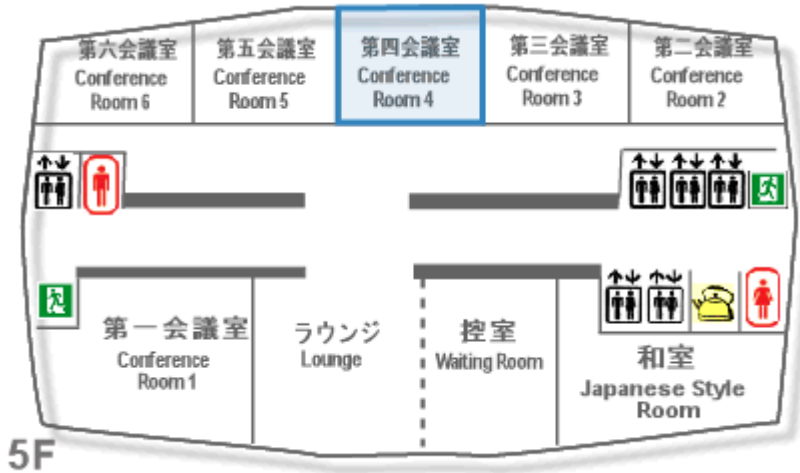 第六会議室
Conference
Room 6
第五会議室
Conference
Room 5
第四会議室
Conference
Room 4
第三会議室
Conference
Room 3
第二会議室
Conference
Room 2
第一会議室
Conference
Room 1
ラウンジ
Lounge
控室
Waiting Room
和室
Japanese Style
Room
5F